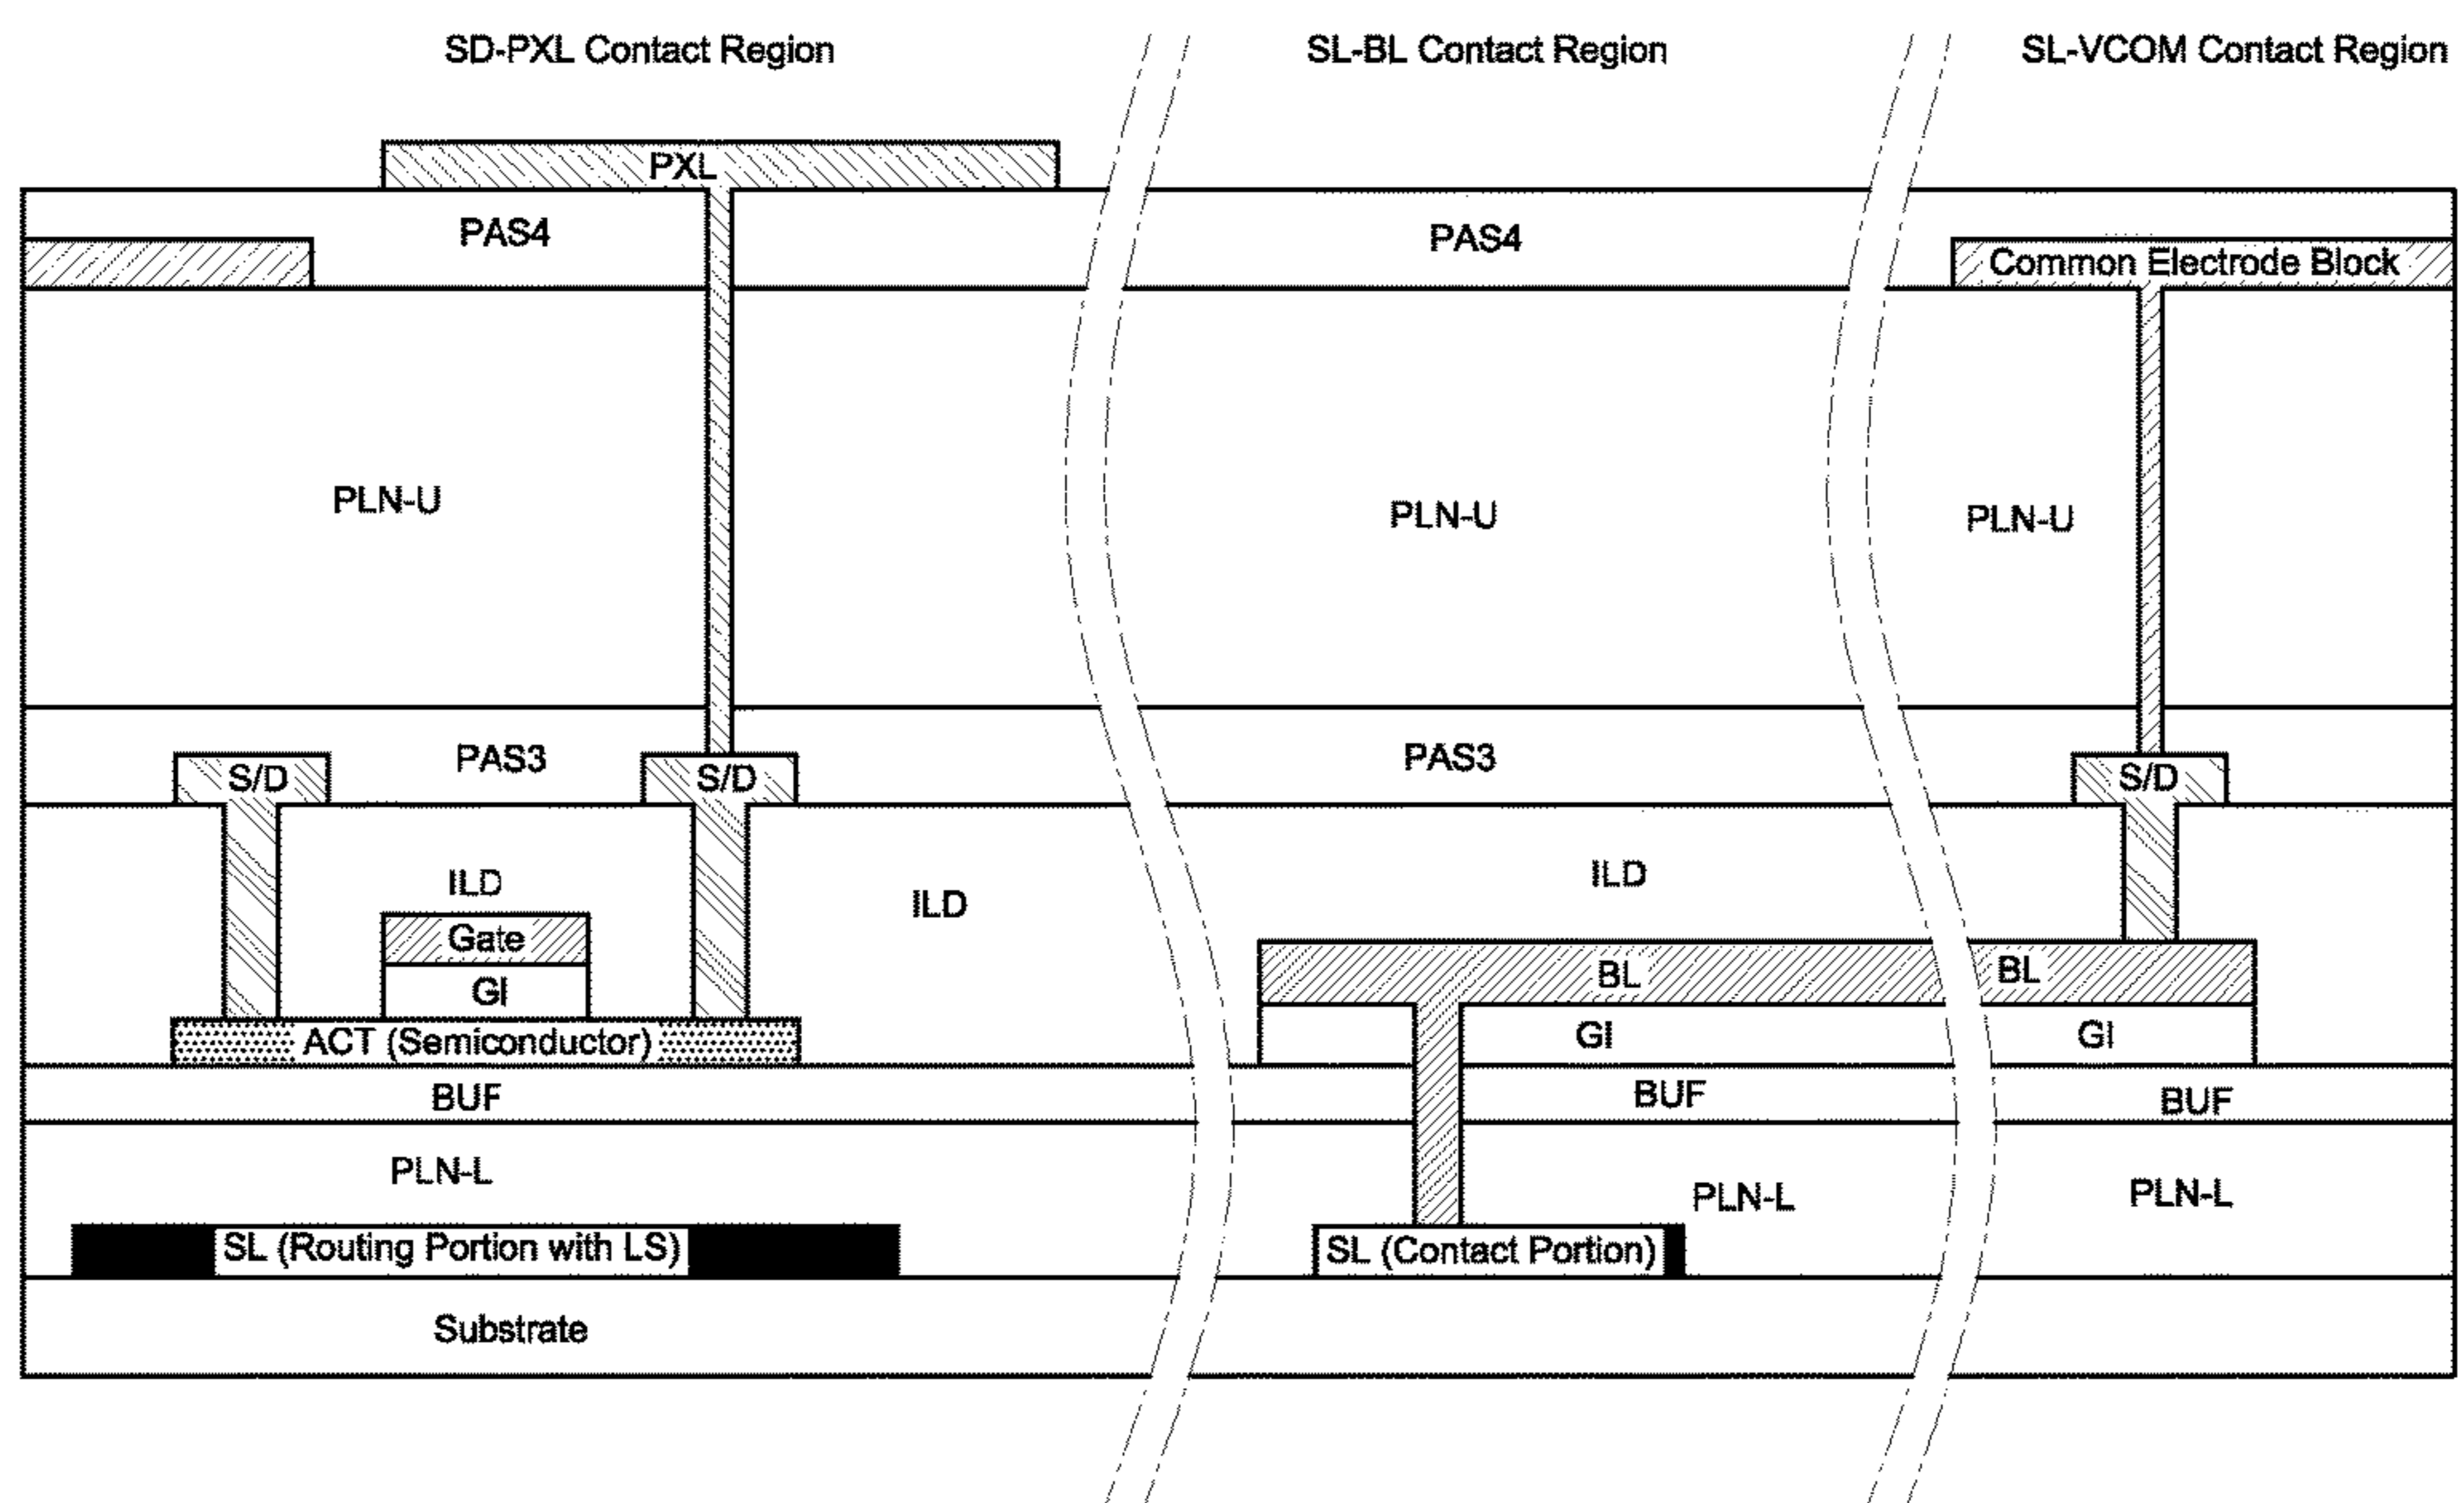 SD-PXL Contact Region
SL-BL Contact Region
SL-VCOM Contact Region
PXL
PAS4
PAS4
Common Electrode Block
PLN-U
PLN-U
PLN-U
S/D
PAS3
S/D
PAS3
S/D
ILD
ILD
ILD
Gate
GI
BL
BL
ACT (Semiconductor)
GI
GI
BUF
BUF
BUF
PLN-L
PLN-L
PLN-L
SL (Routing Portion with LS)
SL (Contact Portion)
Substrate